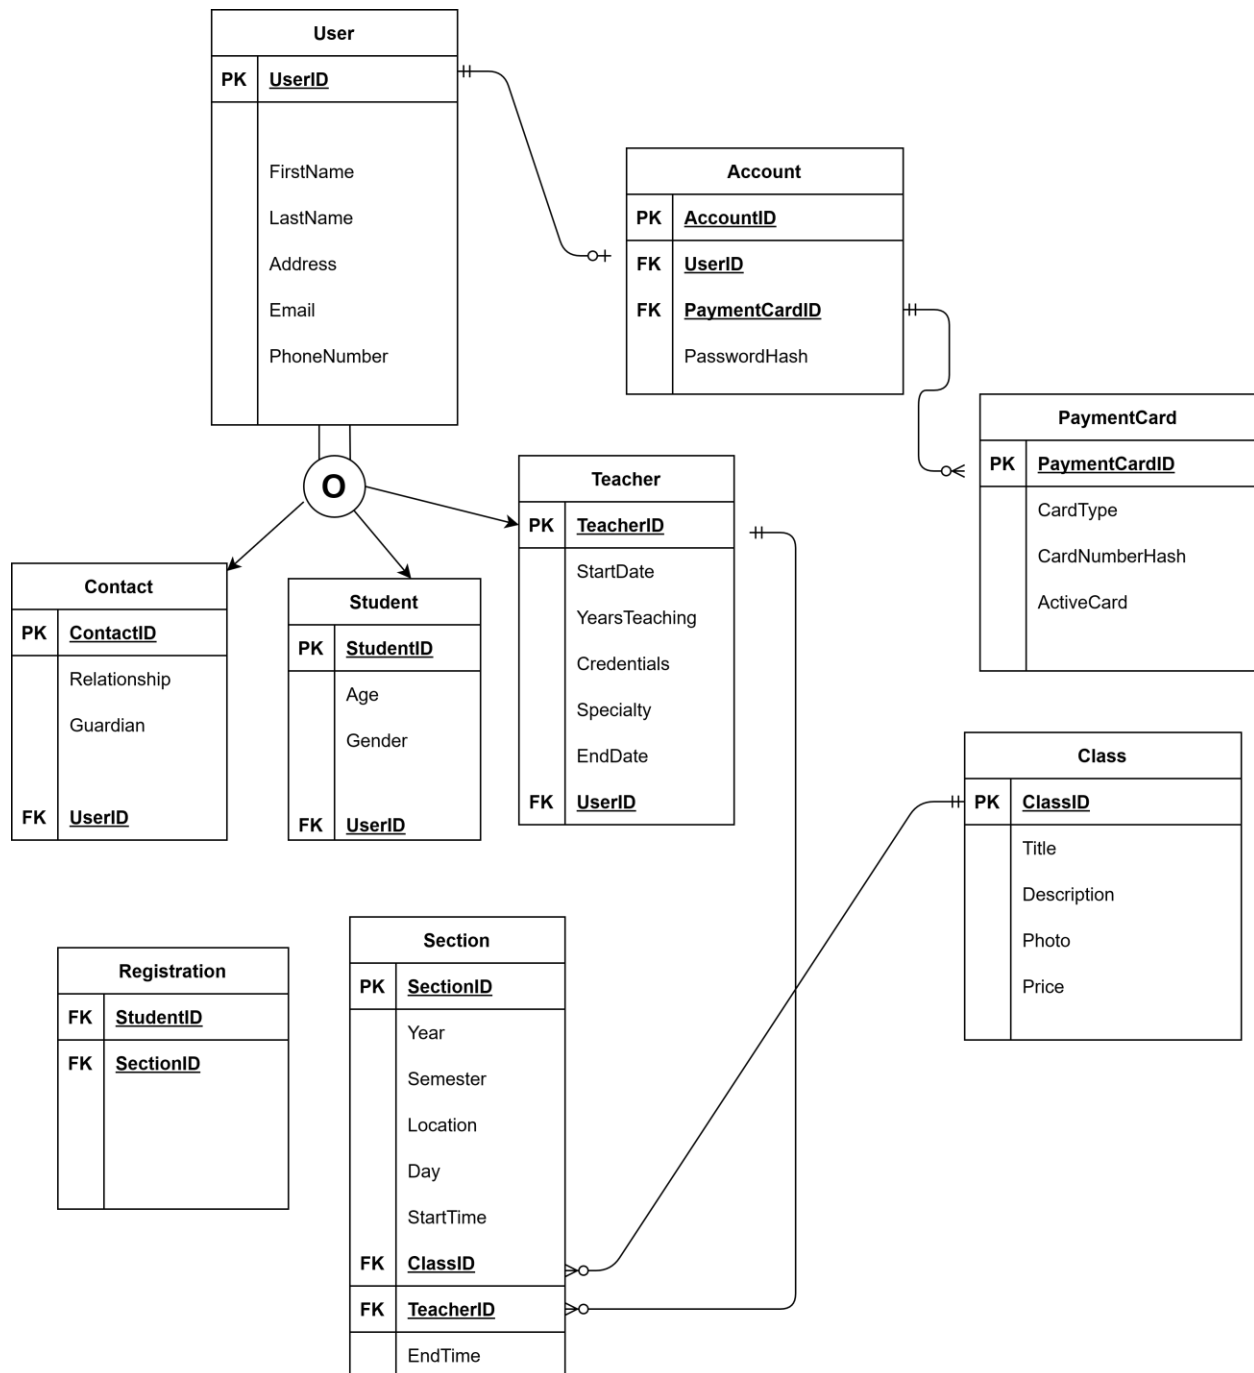 User
PK UserID
FirstName
LastName
Address
Email
PhoneNumber
Account
PK AccountID
FK UserID
FK PaymentCardID
PasswordHash
PaymentCard
PK PaymentCardID
CardType
CardNumberHash
ActiveCard
O
Teacher
PK TeacherID
StartDate
YearsTeaching
Credentials
Specialty
EndDate
FK UserID
Contact
PK ContactID
Relationship
Guardian
FK UserID
Student
PK StudentID
Age
Gender
FK UserID
Class
PK ClassID
Title
Description
Photo
Price
Registration
FK StudentID
FK SectionID
Section
PK SectionID
Year
Semester
Location
Day
StartTime
FK ClassID
FK TeacherID
EndTime